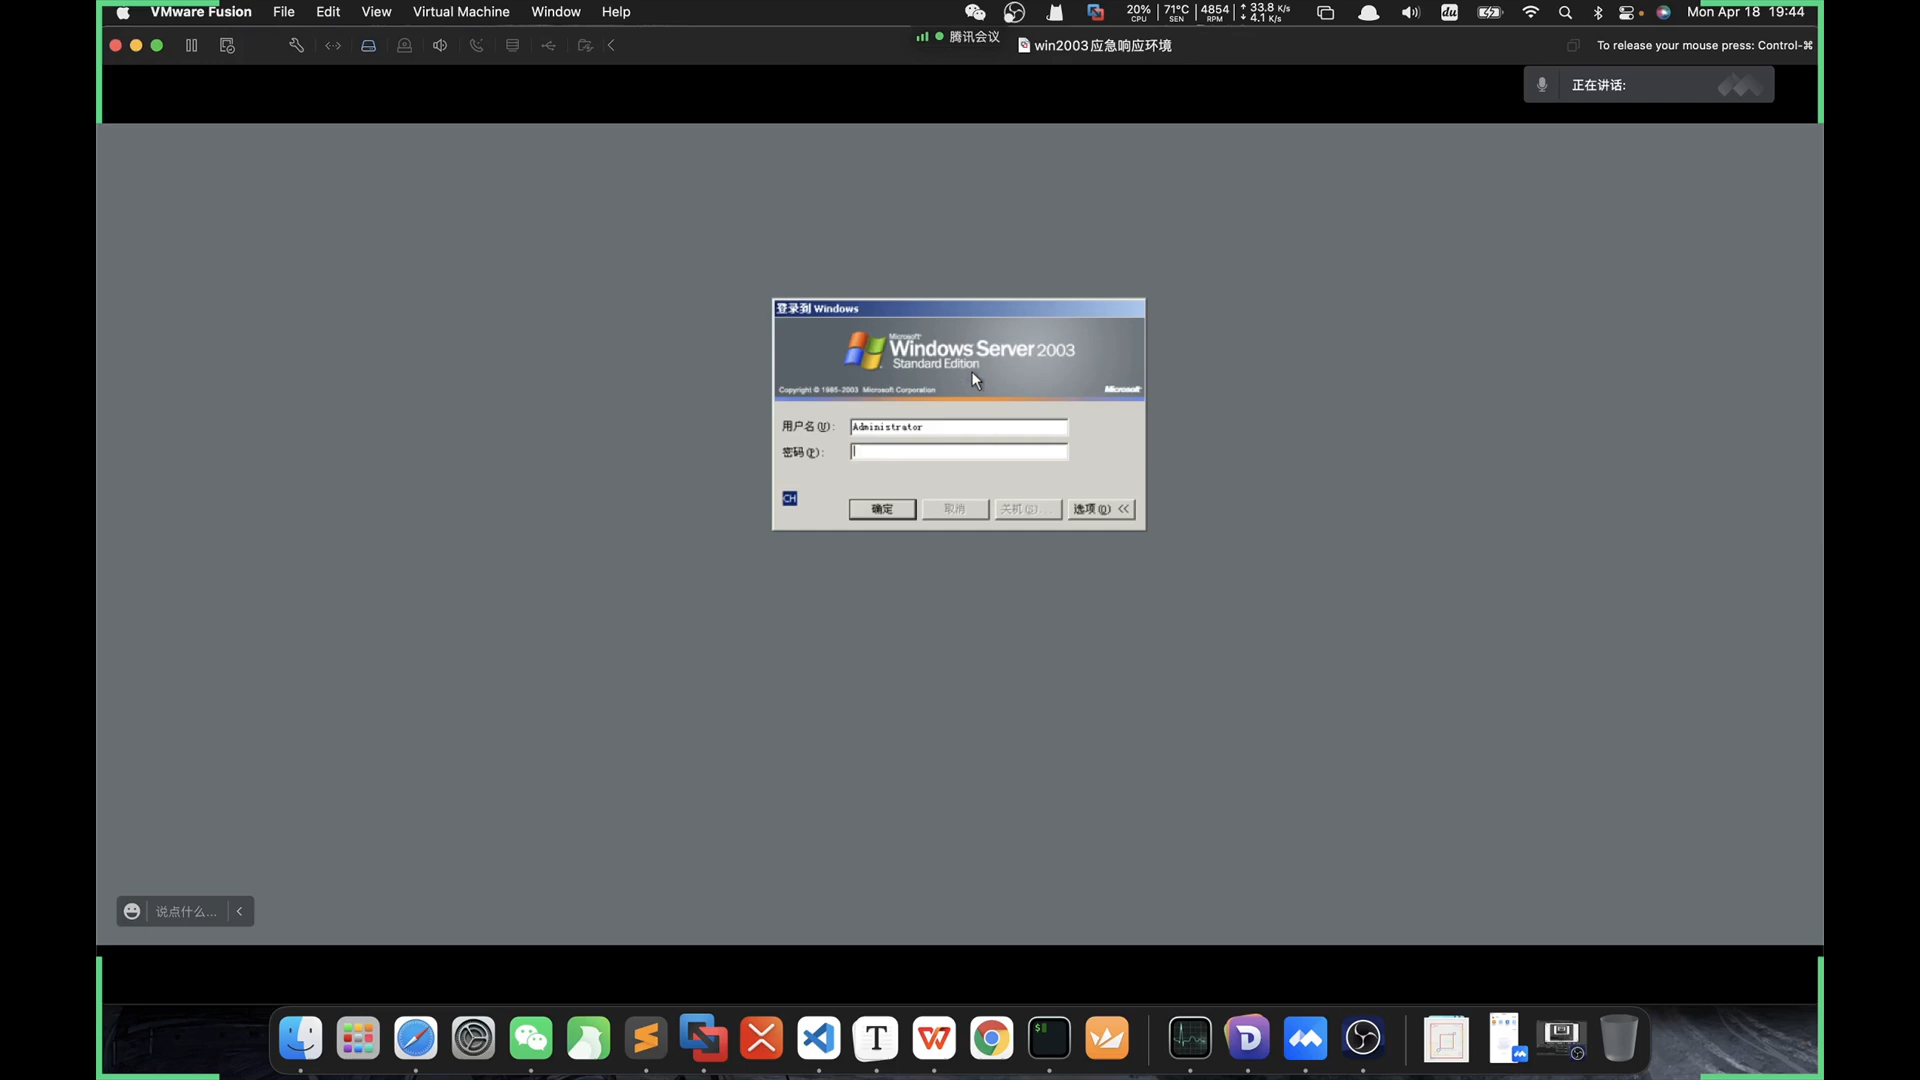 VMware Fusion File Edit View Virtual Machine Window Help
20% CPU 71°C SEN 4854 RPM 33.8 K/s 4.1 K/s du Mon Apr 18 19:44
腾讯会议
win2003应急响应环境
To release your mouse press: Control-⌘
正在讲话:
登录到 Windows
Microsoft
Windows Server 2003
Standard Edition
Copyright © 1985-2003 Microsoft Corporation Microsoft
用户名(U): Administrator
密码(P):
CH
确定 取消 关机(S)... 选项(O) <<
说点什么...